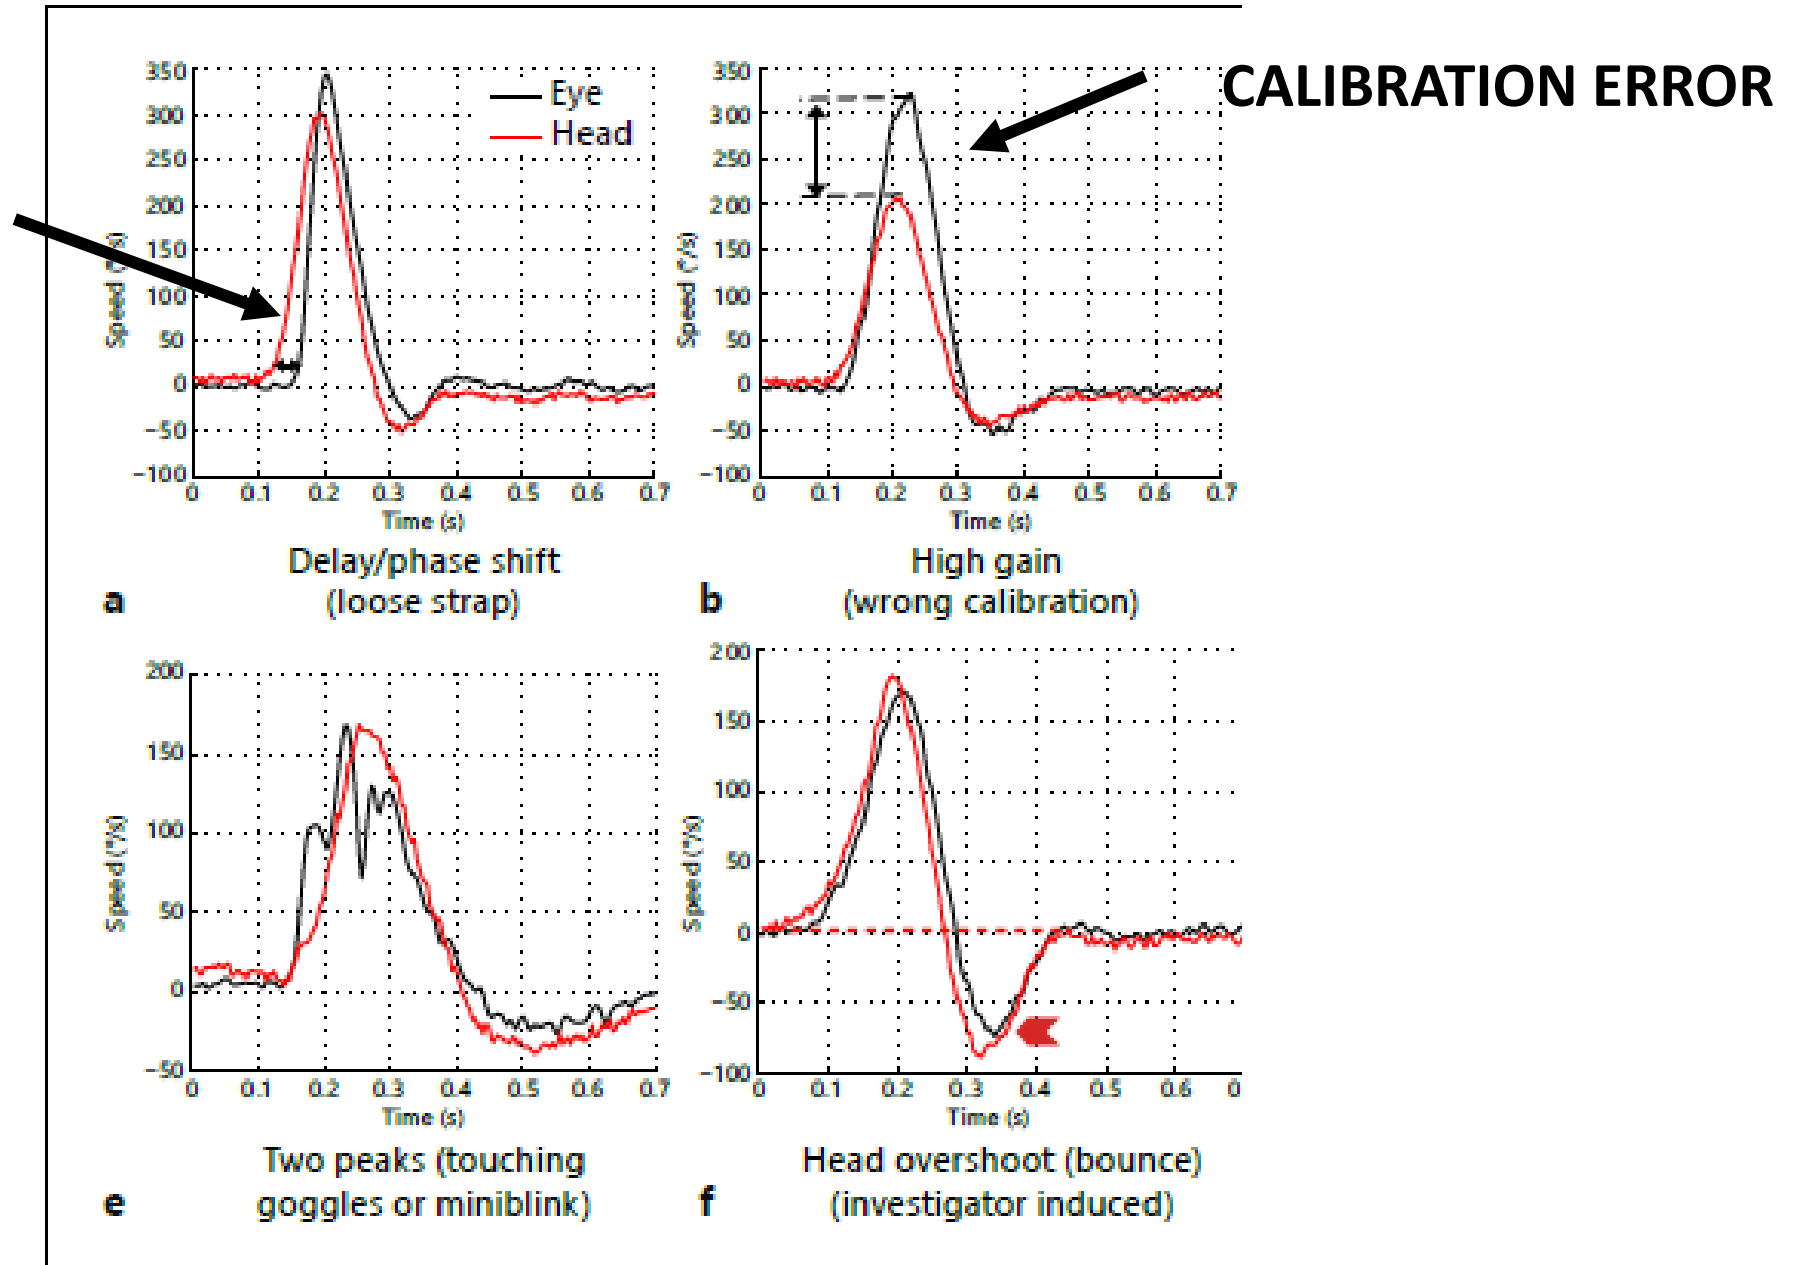 CALIBRATION ERROR
350
300
250
200
150
100
50
0
−50
−100
Speed (°/s)
Eye
Head
0 0.1 0.2 0.3 0.4 0.5 0.6 0.7
Time (s)
Delay/phase shift
a (loose strap)
350
300
250
200
150
100
50
0
−50
−100
Speed (°/s)
0 0.1 0.2 0.3 0.4 0.5 0.6 0.7
Time (s)
High gain
b (wrong calibration)
200
150
100
50
0
−50
Speed (°/s)
0 0.1 0.2 0.3 0.4 0.5 0.6 0.7
Time (s)
Two peaks (touching
e goggles or miniblink)
200
150
100
50
0
−50
−100
Speed (°/s)
0 0.1 0.2 0.3 0.4 0.5 0.6 0
Time (s)
Head overshoot (bounce)
f (investigator induced)